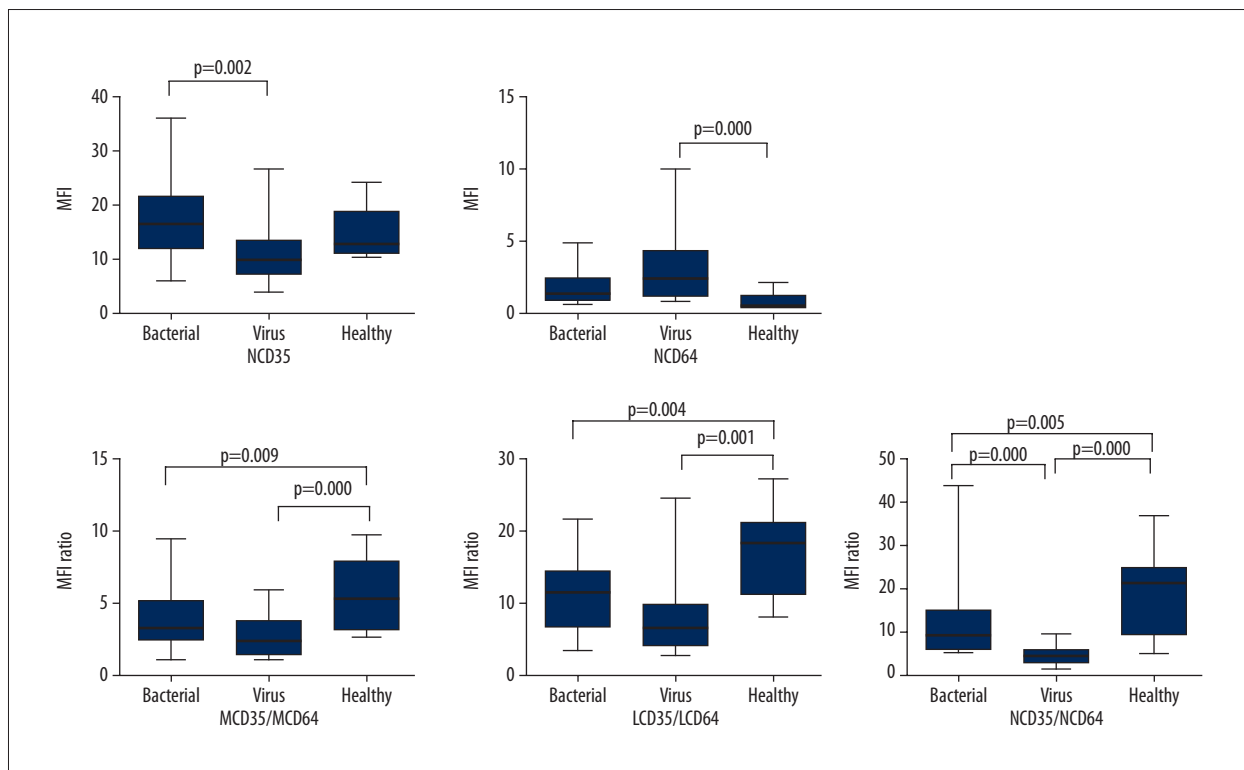 p=0.002
40
30
20
10
0
MFI
Bacterial Virus Healthy
NCD35
p=0.000
15
10
5
0
MFI
Bacterial Virus Healthy
NCD64
p=0.009
p=0.000
15
10
5
0
MFI ratio
Bacterial Virus Healthy
MCD35/MCD64
p=0.004
p=0.001
30
20
10
0
MFI ratio
Bacterial Virus Healthy
LCD35/LCD64
p=0.005
p=0.000 p=0.000
50
40
30
20
10
0
MFI ratio
Bacterial Virus Healthy
NCD35/NCD64